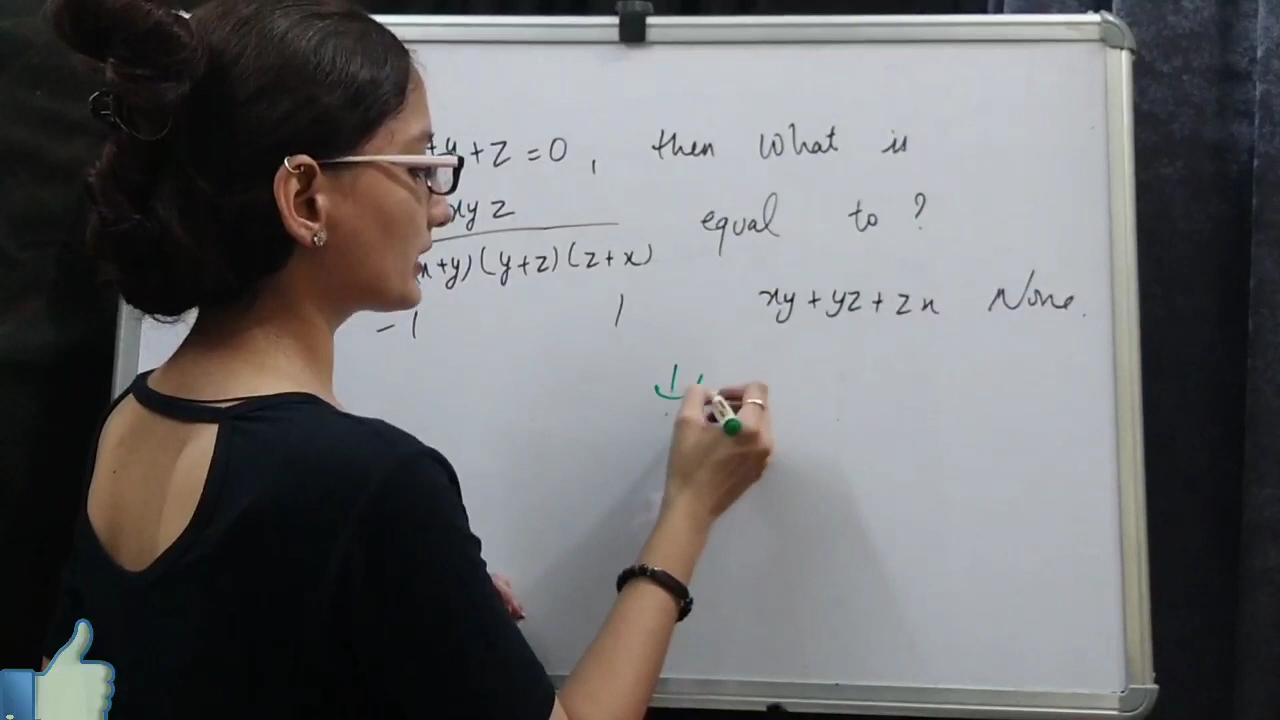 +y+z=0, then What is
xyz equal to?
x+y)(y+z)(z+x)
-1 1 xy+yz+zx None.